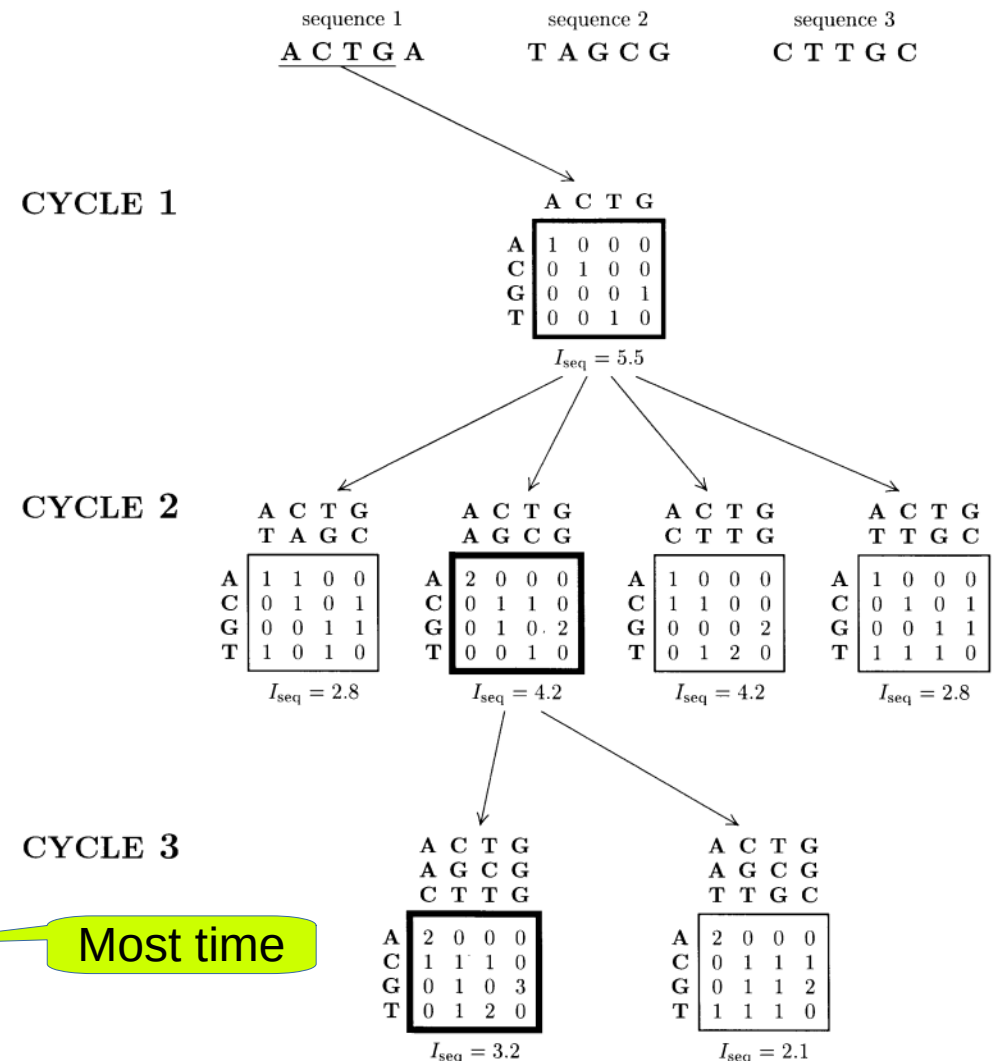 sequence 1 sequence 2 sequence 3
A C T G A T A G C G C T T G C
CYCLE 1
A C T G
A 1 0 0 0
C 0 1 0 0
G 0 0 0 1
T 0 0 1 0
I_seq = 5.5
CYCLE 2
A C T G A C T G A C T G A C T G
T A G C A G C G C T T G T T G C
A 1 1 0 0 A 2 0 0 0 A 1 0 0 0 A 1 0 0 0
C 0 1 0 1 C 0 1 1 0 C 1 1 0 0 C 0 1 0 1
G 0 0 1 1 G 0 1 0 2 G 0 0 0 2 G 0 0 1 1
T 1 0 1 0 T 0 0 1 0 T 0 1 2 0 T 1 1 1 0
I_seq = 2.8 I_seq = 4.2 I_seq = 4.2 I_seq = 2.8
CYCLE 3
A C T G A C T G
A G C G A G C G
C T T G T T G C
A 2 0 0 0 A 2 0 0 0
C 1 1 1 0 C 0 1 1 1
G 0 1 0 3 G 0 1 1 2
T 0 1 2 0 T 1 1 1 0
I_seq = 3.2 I_seq = 2.1
Most time